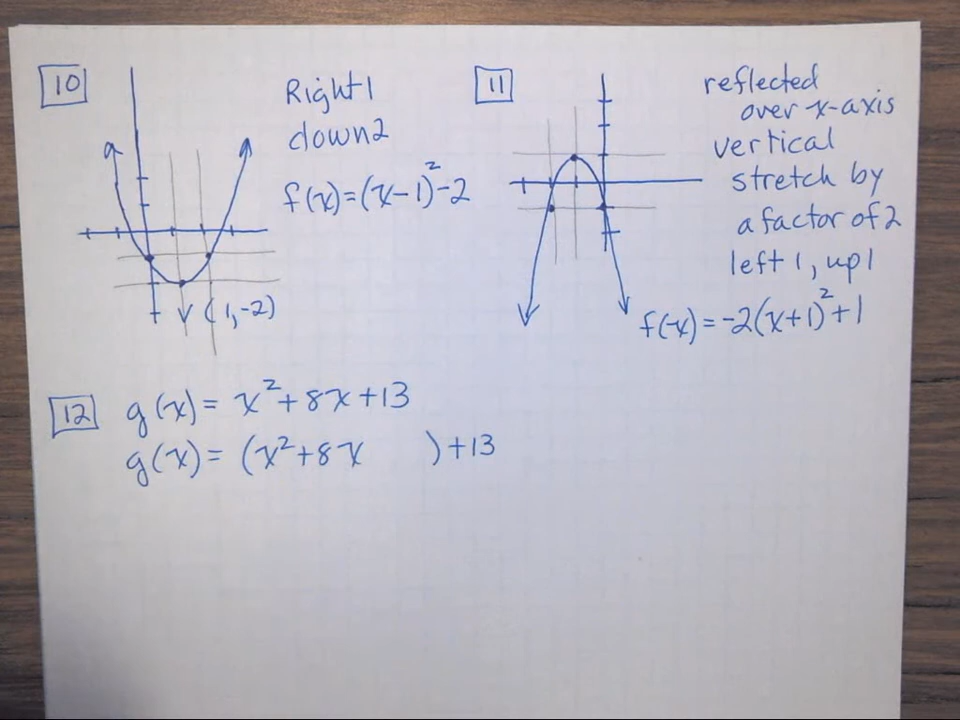 10
Right 1
down 2
f(x)=(x-1)²-2
(1,-2)
11
reflected
over x-axis
vertical
stretch by
a factor of 2
left 1, up 1
f(x)=-2(x+1)²+1
12
g(x)= x²+8x+13
g(x)= (x²+8x      )+13